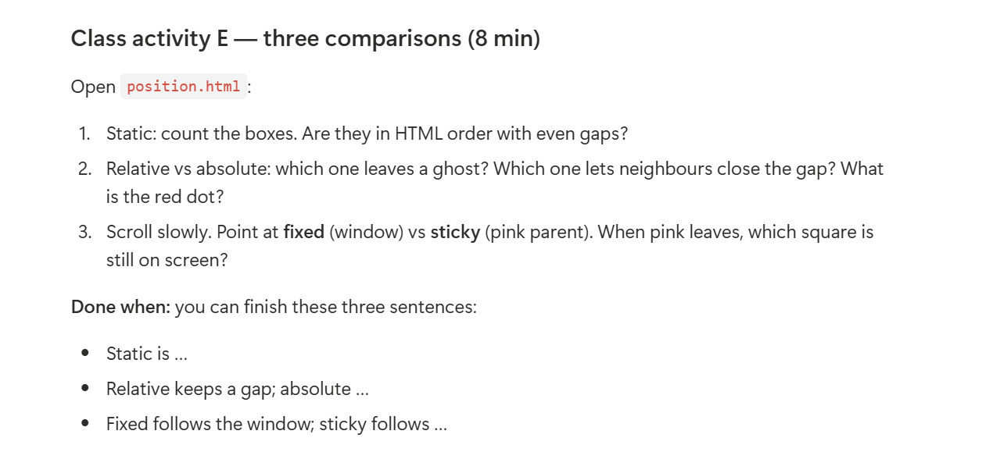 Class activity E — three comparisons (8 min)
Open position.html:
1. Static: count the boxes. Are they in HTML order with even gaps?
2. Relative vs absolute: which one leaves a ghost? Which one lets neighbours close the gap? What
is the red dot?
3. Scroll slowly. Point at fixed (window) vs sticky (pink parent). When pink leaves, which square is
still on screen?
Done when: you can finish these three sentences:
• Static is ...
• Relative keeps a gap; absolute ...
• Fixed follows the window; sticky follows ...